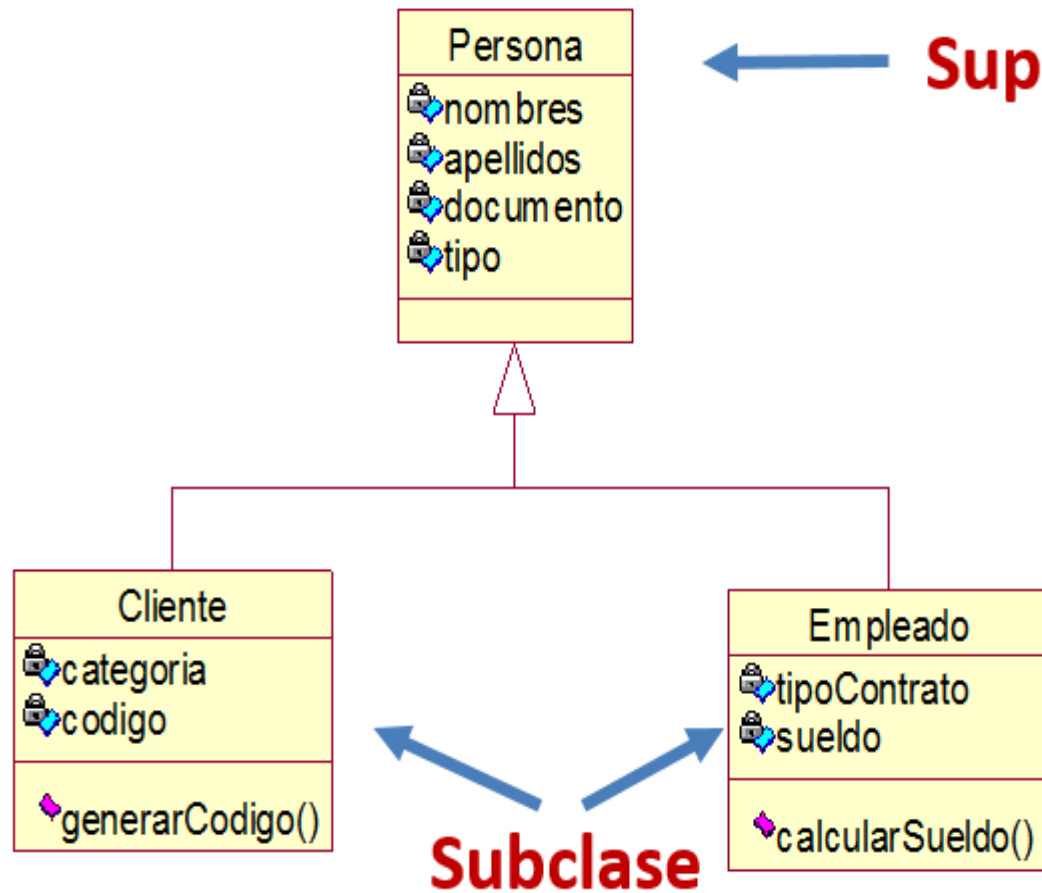 Persona
Sup
nombres
apellidos
documento
tipo
Cliente
categoria
codigo
generarCodigo()
Empleado
tipoContrato
sueldo
calcularSueldo()
Subclase